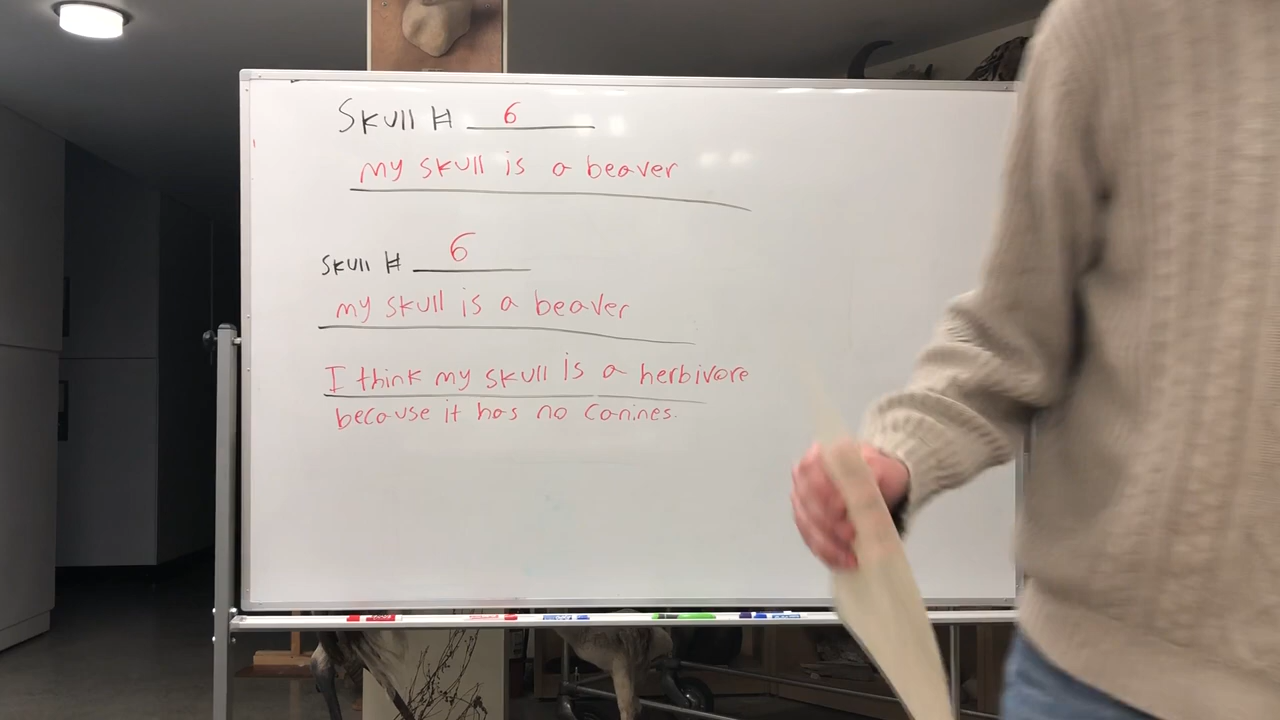 Skull # 6
my skull is a beaver
Skull # 6
my skull is a beaver
I think my skull is a herbivore
because it has no canines.